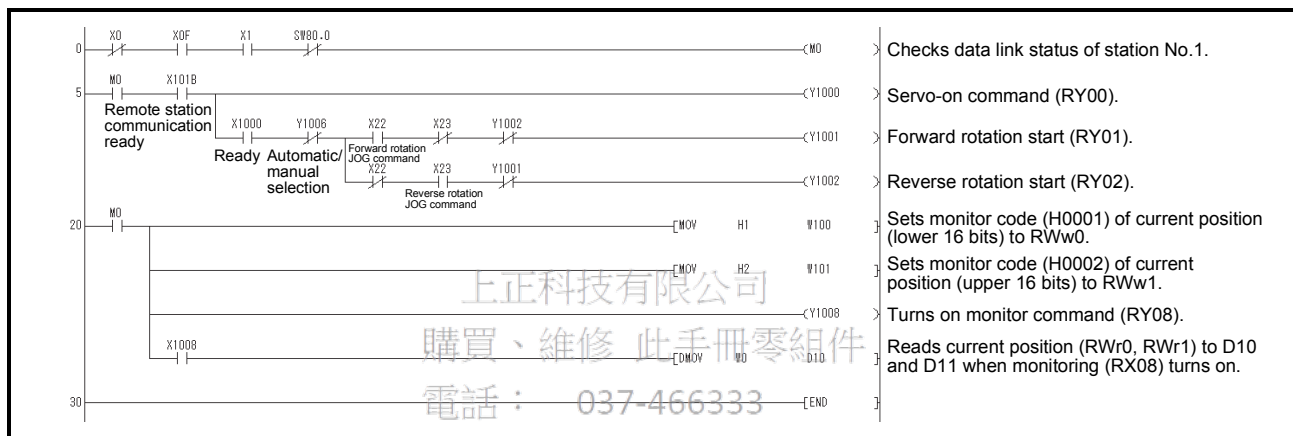 X0 X0F X1 SW80.0
0 (M0 ) Checks data link status of station No.1.
M0 X101B
5 (Y1000 ) Servo-on command (RY00).
Remote station
communication
ready
X1000 Y1006 X22 X23 Y1002
(Y1001 ) Forward rotation start (RY01).
Ready Automatic/
manual
selection
Forward rotation
JOG command
X22 X23 Y1001
(Y1002 ) Reverse rotation start (RY02).
Reverse rotation
JOG command
M0
20 [MOV H1 W100 ] Sets monitor code (H0001) of current position
(lower 16 bits) to RWw0.
[MOV H2 W101 ] Sets monitor code (H0002) of current
position (upper 16 bits) to RWw1.
上正科技有限公司
(Y1008 ) Turns on monitor command (RY08).
購買、維修 此手冊零組件
X1008
[DMOV W0 D10 ] Reads current position (RWr0, RWr1) to D10
and D11 when monitoring (RX08) turns on.
電話： 037-466333
30 [END ]